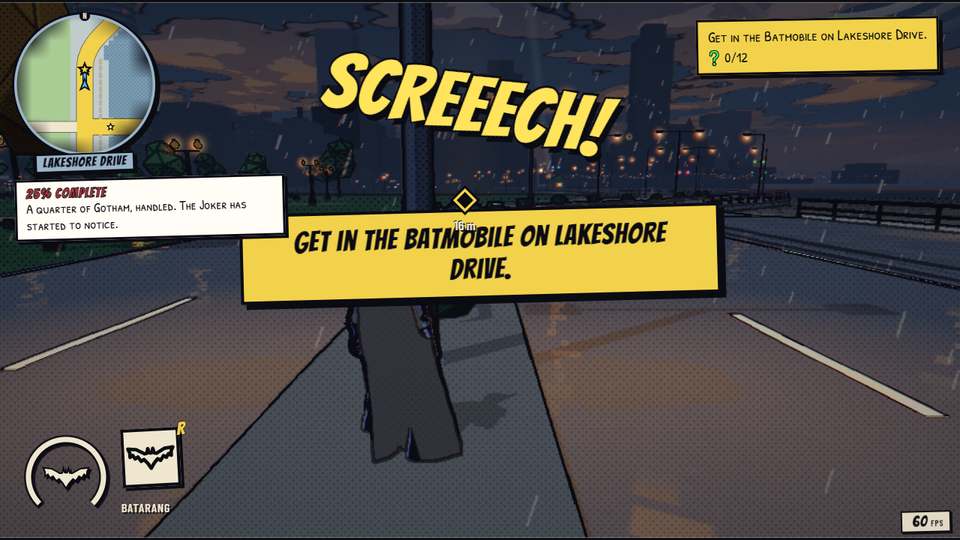 N
GET IN THE BATMOBILE ON LAKESHORE DRIVE.
? 0/12
SCREEECH!
LAKESHORE DRIVE
25% COMPLETE
A QUARTER OF GOTHAM, HANDLED. THE JOKER HAS
STARTED TO NOTICE.
16 m
GET IN THE BATMOBILE ON LAKESHORE
DRIVE.
R
BATARANG
60 FPS